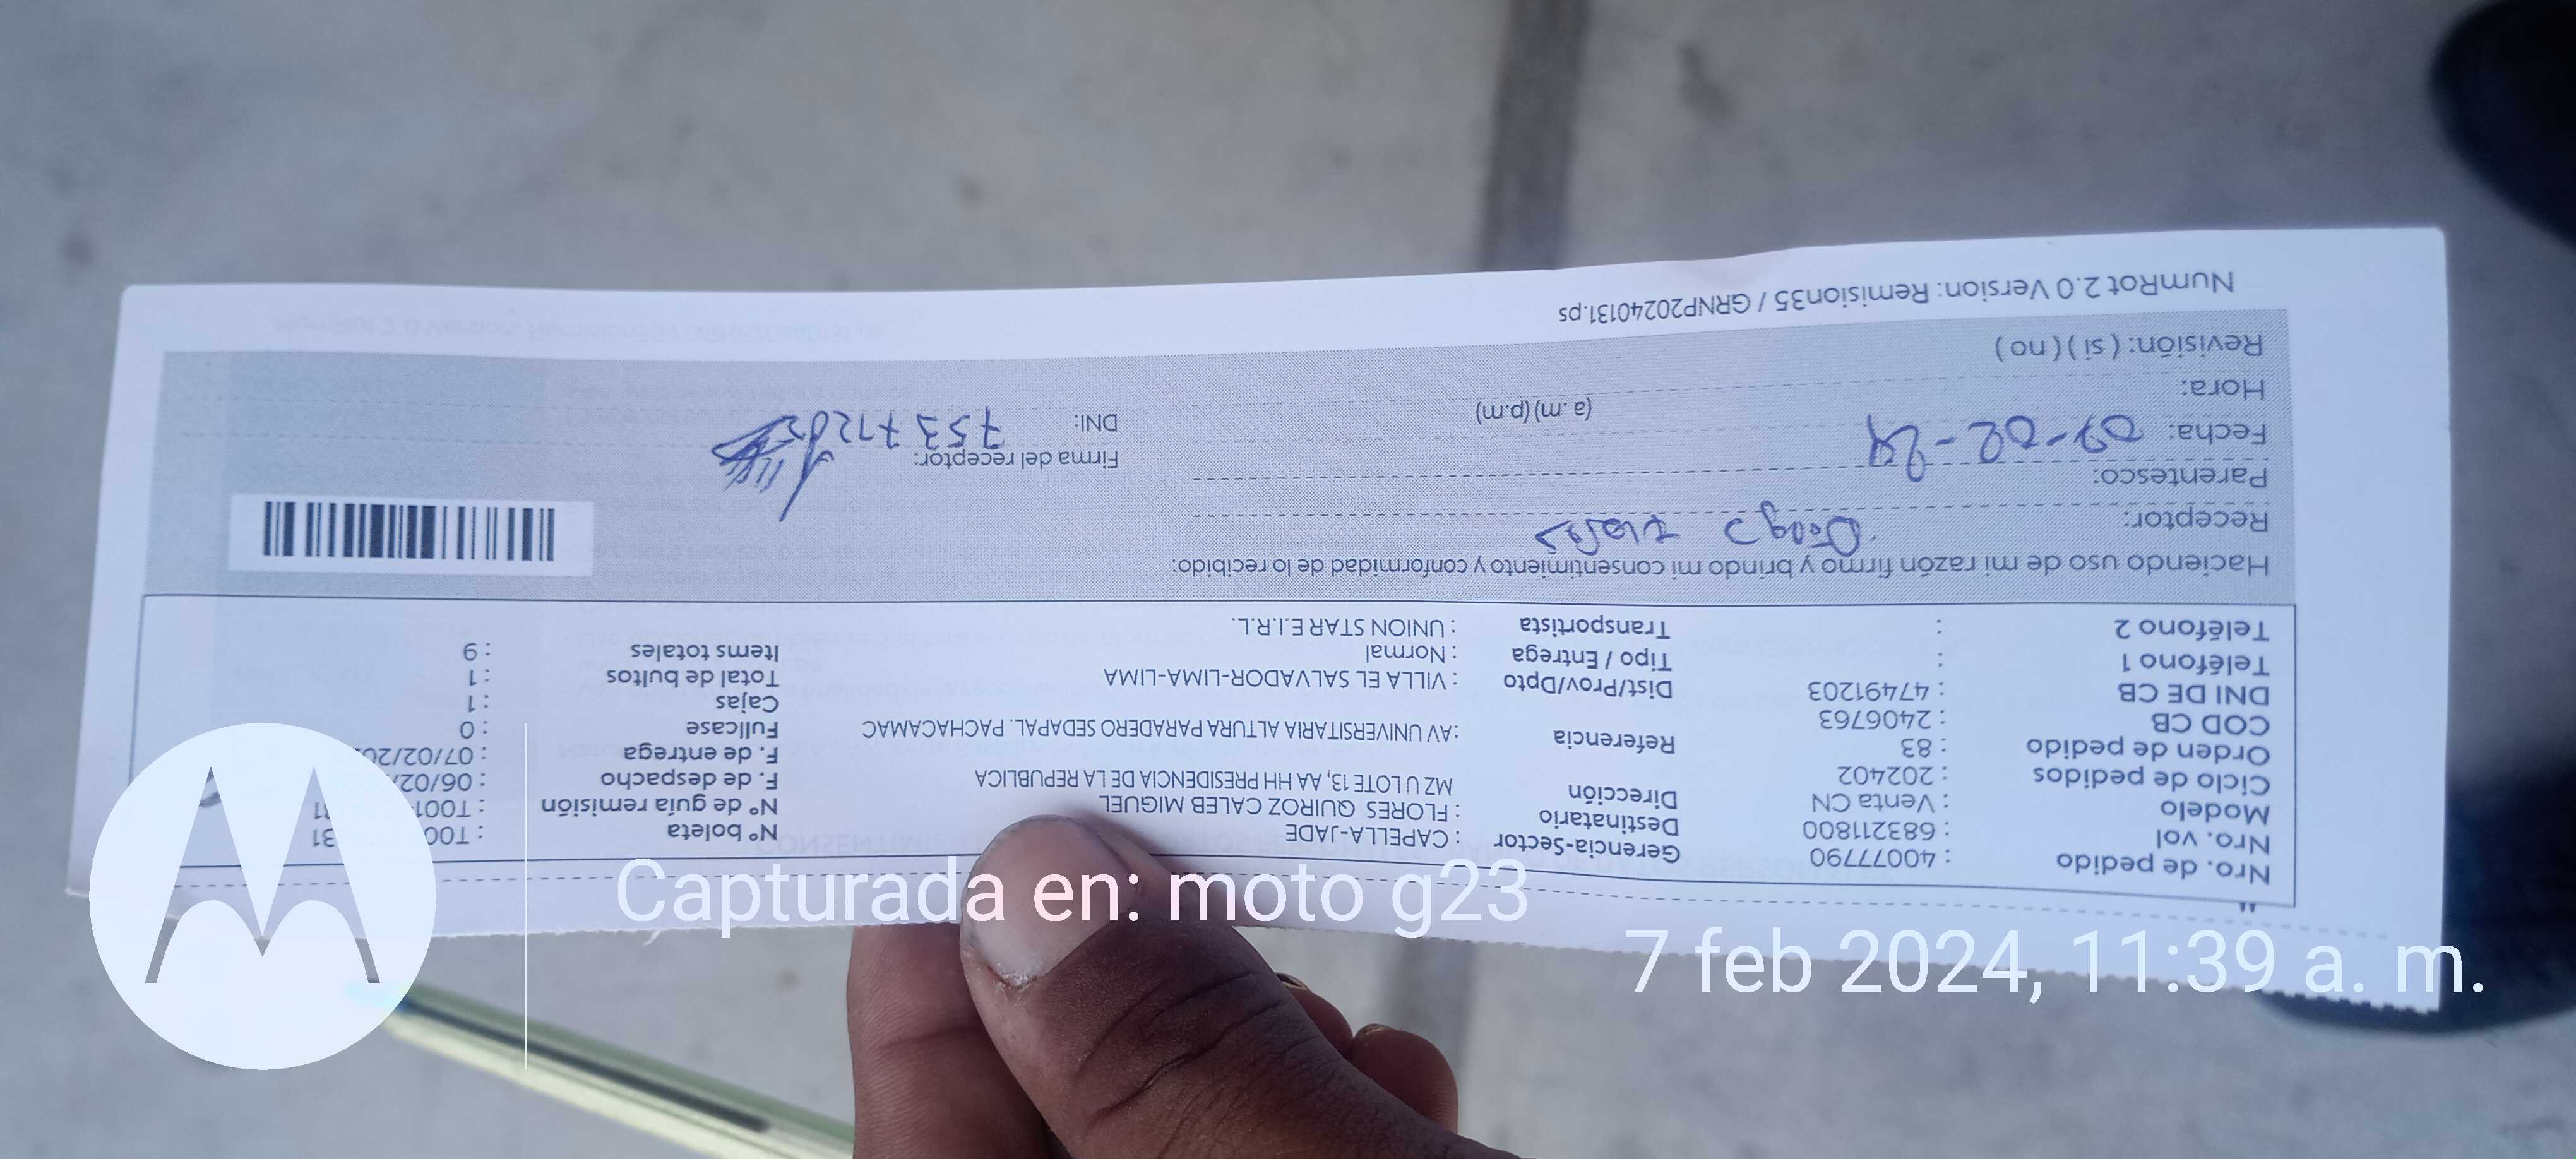 Nro. de pedido : 40077790
Nro. vol : 683211800
Modelo : Venta CN
Ciclo de pedidos : 202402
Orden de pedido : 83
COD CB : 2406763
DNI DE CB : 47491203
Teléfono 1 :
Teléfono 2 :
Gerencia-Sector : CAPELLA-JADE
Destinatario : FLORES QUIROZ CALEB MIGUEL
Dirección MZ U LOTE 13, AA HH PRESIDENCIA DE LA REPUBLICA
Referencia : AV UNIVERSITARIA ALTURA PARADERO SEDAPAL. PACHACAMAC
Dist/Prov/Dpto : VILLA EL SALVADOR-LIMA-LIMA
Tipo / Entrega : Normal
Transportista : UNION STAR E.I.R.L.
N° boleta : T00 31
N° de guía remisión : T001 31
F. de despacho : 06/02/
F. de entrega : 07/02/
Fullcase : 0
Cajas : 1
Total de bultos : 1
Items totales : 9
Haciendo uso de mi razón firmo y brindo mi consentimiento y conformidad de lo recibido:
Receptor:
Parentesco:
Fecha: 07-02-24
Hora: (a.m)(p.m)
Revisión: ( si ) ( no )
Firma del receptor:
DNI: 75371202
NumRot 2.0 Version: Remision35 / GRNP20240131.ps
Capturada en: moto g23
7 feb 2024, 11:39 a. m.